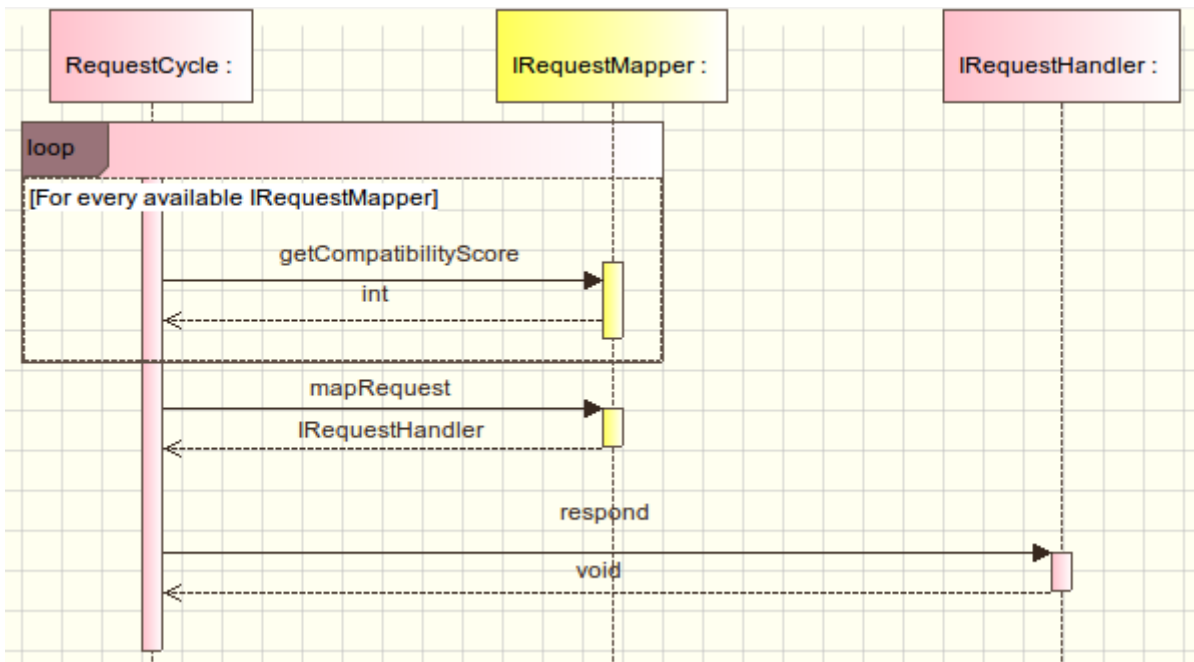 RequestCycle :
IRequestMapper :
IRequestHandler :
loop
[For every available IRequestMapper]
getCompatibilityScore
int
mapRequest
IRequestHandler
respond
void